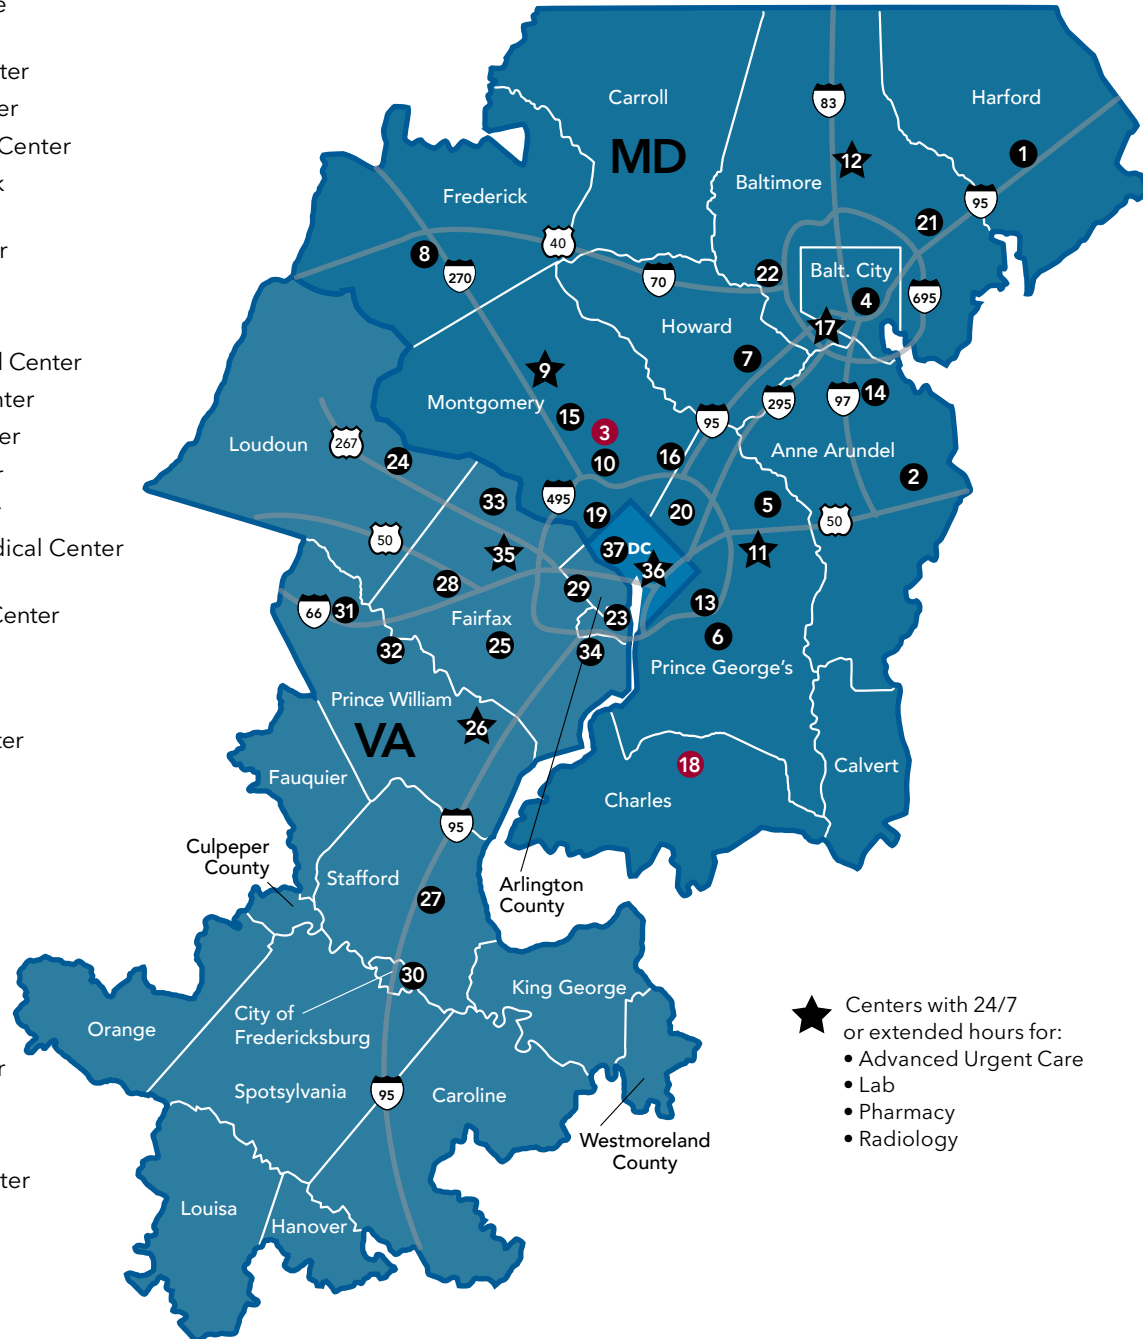 ter
er
Center
r
l Center
nter
er
r
dical Center
Center
ter
r
ter
Carroll
83
Harford
MD
12
1
Baltimore
Frederick
95
21
40
8
270
70
22
Balt. City
4
695
Howard
17
7
9
295
97
14
Montgomery
15
95
3
Loudoun
267
24
10
16
Anne Arundel
2
33
495
19
20
5
50
50
35
37
DC
11
36
28
29
13
66
31
Fairfax
23
6
32
25
34
Prince George's
Prince William
26
VA
18
Calvert
Fauquier
Charles
95
Culpeper
County
Stafford
27
Arlington
County
30
King George
City of
Fredericksburg
Orange
Spotsylvania
95
Caroline
Westmoreland
County
Louisa
Hanover
Centers with 24/7
or extended hours for:
• Advanced Urgent Care
• Lab
• Pharmacy
• Radiology